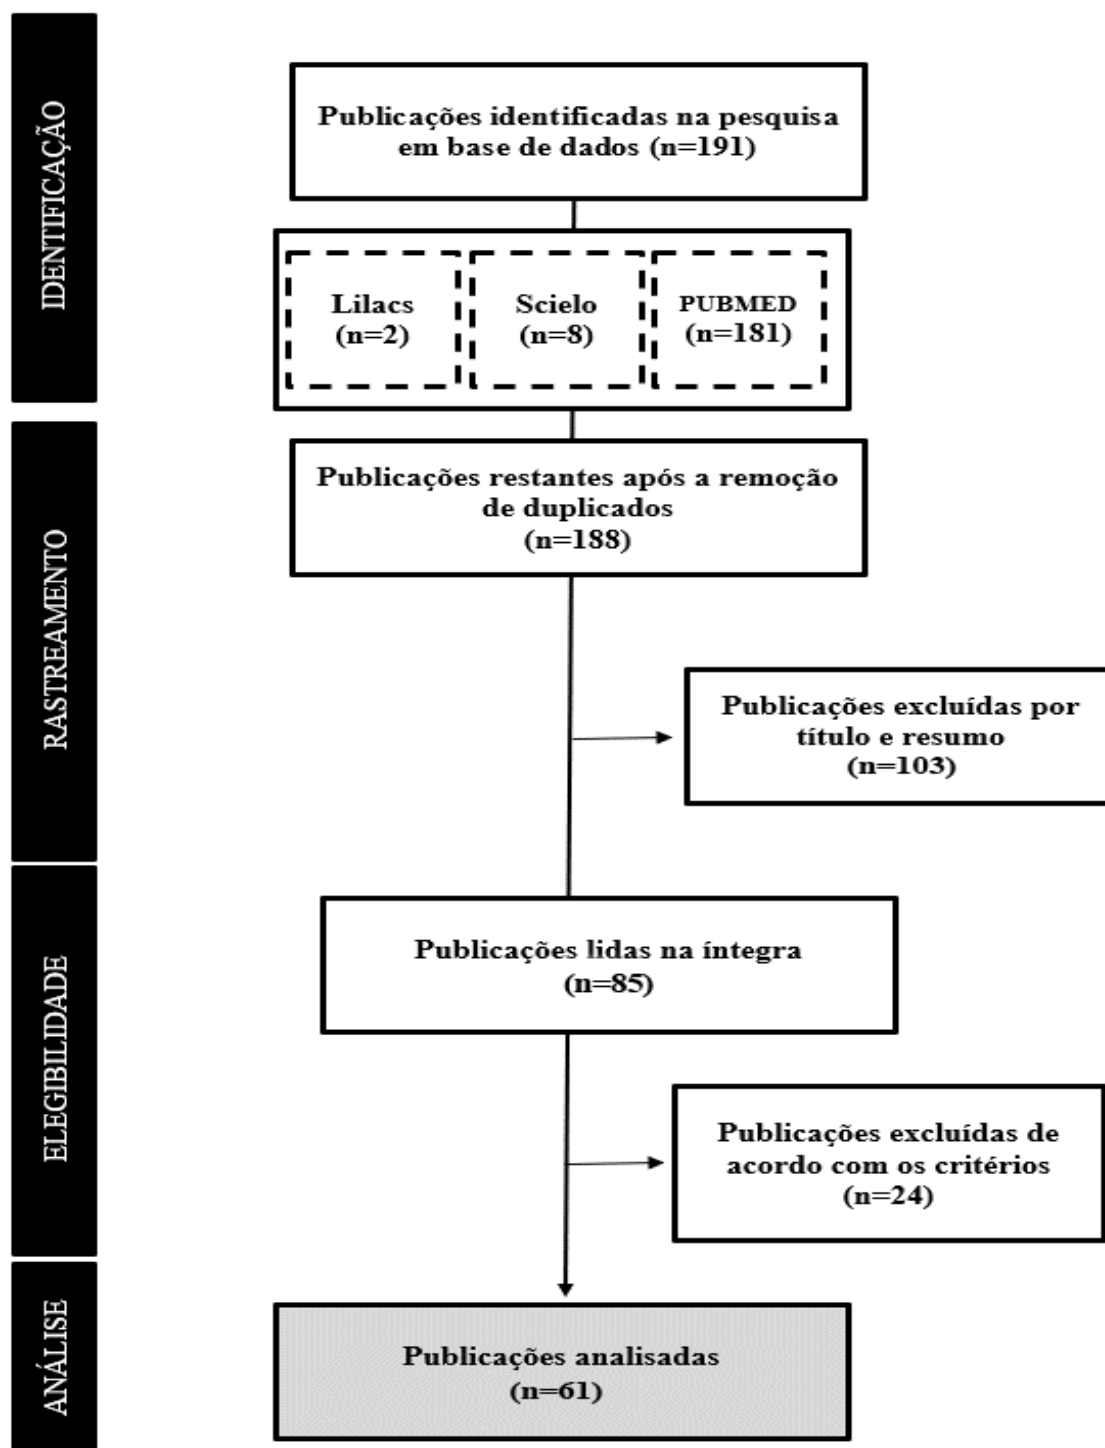 IDENTIFICAÇÃO
Publicações identificadas na pesquisa
em base de dados (n=191)
Lilacs
(n=2)
Scielo
(n=8)
PUBMED
(n=181)
RASTREAMENTO
Publicações restantes após a remoção
de duplicados
(n=188)
Publicações excluídas por
título e resumo
(n=103)
ELEGIBILIDADE
Publicações lidas na íntegra
(n=85)
Publicações excluídas de
acordo com os critérios
(n=24)
ANÁLISE
Publicações analisadas
(n=61)